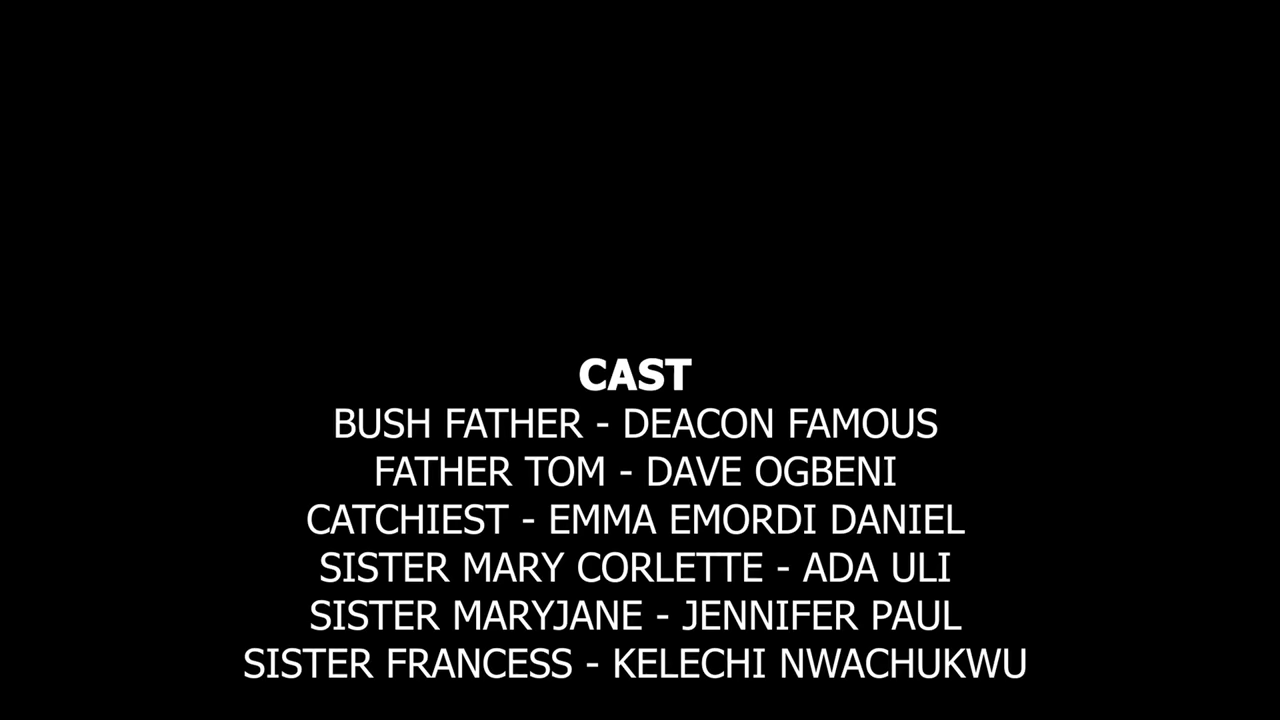 CAST
BUSH FATHER - DEACON FAMOUS
FATHER TOM - DAVE OGBENI
CATCHIEST - EMMA EMORDI DANIEL
SISTER MARY CORLETTE - ADA ULI
SISTER MARYJANE - JENNIFER PAUL
SISTER FRANCESS - KELECHI NWACHUKWU